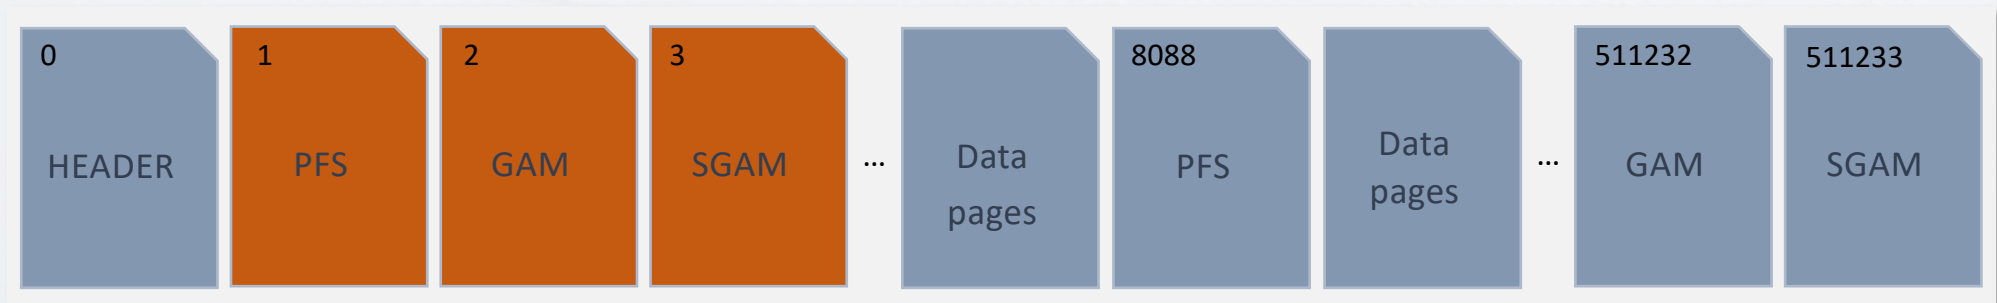 0
HEADER
1
PFS
2
GAM
3
SGAM
...
Data
pages
8088
PFS
Data
pages
...
511232
GAM
511233
SGAM